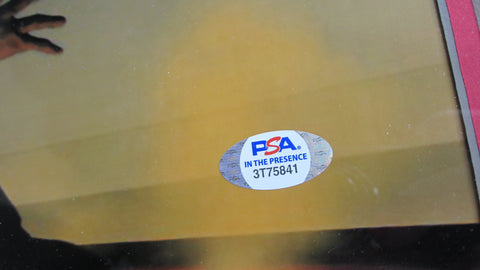 PSA®
IN THE PRESENCE
3T75841